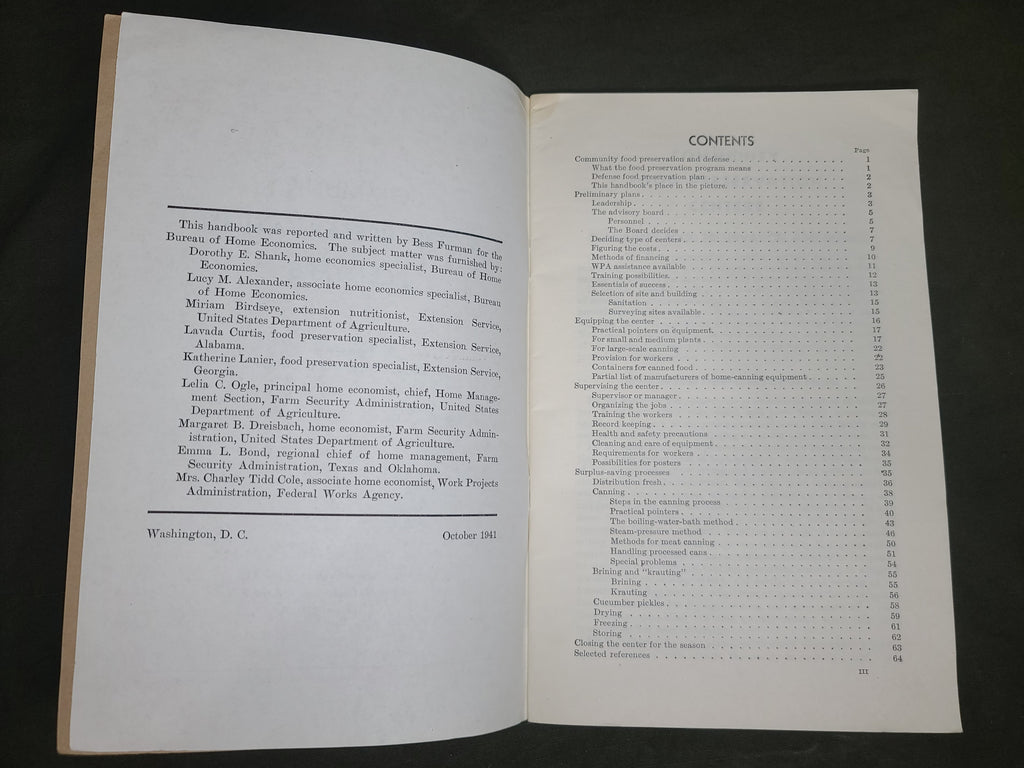 This handbook was reported and written by Bess Furman for the
Bureau of Home Economics. The subject matter was furnished by:
Dorothy E. Shank, home economics specialist, Bureau of Home
Economics.
Lucy M. Alexander, associate home economics specialist, Bureau
of Home Economics.
Miriam Birdseye, extension nutritionist, Extension Service,
United States Department of Agriculture.
Lavada Curtis, food preservation specialist, Extension Service,
Alabama.
Katherine Lanier, food preservation specialist, Extension Service,
Georgia.
Lelia C. Ogle, principal home economist, chief, Home Manage-
ment Section, Farm Security Administration, United States
Department of Agriculture.
Margaret B. Dreisbach, home economist, Farm Security Admin-
istration, United States Department of Agriculture.
Emma L. Bond, regional chief of home management, Farm
Security Administration, Texas and Oklahoma.
Mrs. Charley Tidd Cole, associate home economist, Work Projects
Administration, Federal Works Agency.
Washington, D. C. October 1941
CONTENTS
Page
Community food preservation and defense 1
What the food preservation program means 1
Defense food preservation plan 2
This handbook's place in the picture 2
Preliminary plans 3
Leadership 3
The advisory board 5
Personnel 5
The Board decides 7
Deciding type of centers 7
Figuring the costs 9
Methods of financing 10
WPA assistance available 11
Training possibilities 12
Essentials of success 13
Selection of site and building 13
Sanitation 15
Surveying sites available 15
Equipping the center 16
Practical pointers on equipment 17
For small and medium plants 17
For large-scale canning 22
Provision for workers 22
Containers for canned food 23
Partial list of manufacturers of home-canning equipment 25
Supervising the center 26
Supervisor or manager 27
Organizing the jobs 27
Training the workers 28
Record keeping 29
Health and safety precautions 31
Cleaning and care of equipment 32
Requirements for workers 34
Possibilities for posters 35
Surplus-saving processes 35
Distribution fresh 36
Canning 38
Steps in the canning process 39
Practical pointers 40
The boiling-water-bath method 43
Steam-pressure method 46
Methods for meat canning 50
Handling processed cans 51
Special problems 54
Brining and "krauting" 55
Brining 55
Krauting 56
Cucumber pickles 58
Drying 59
Freezing 61
Storing 62
Closing the center for the season 63
Selected references 64
III